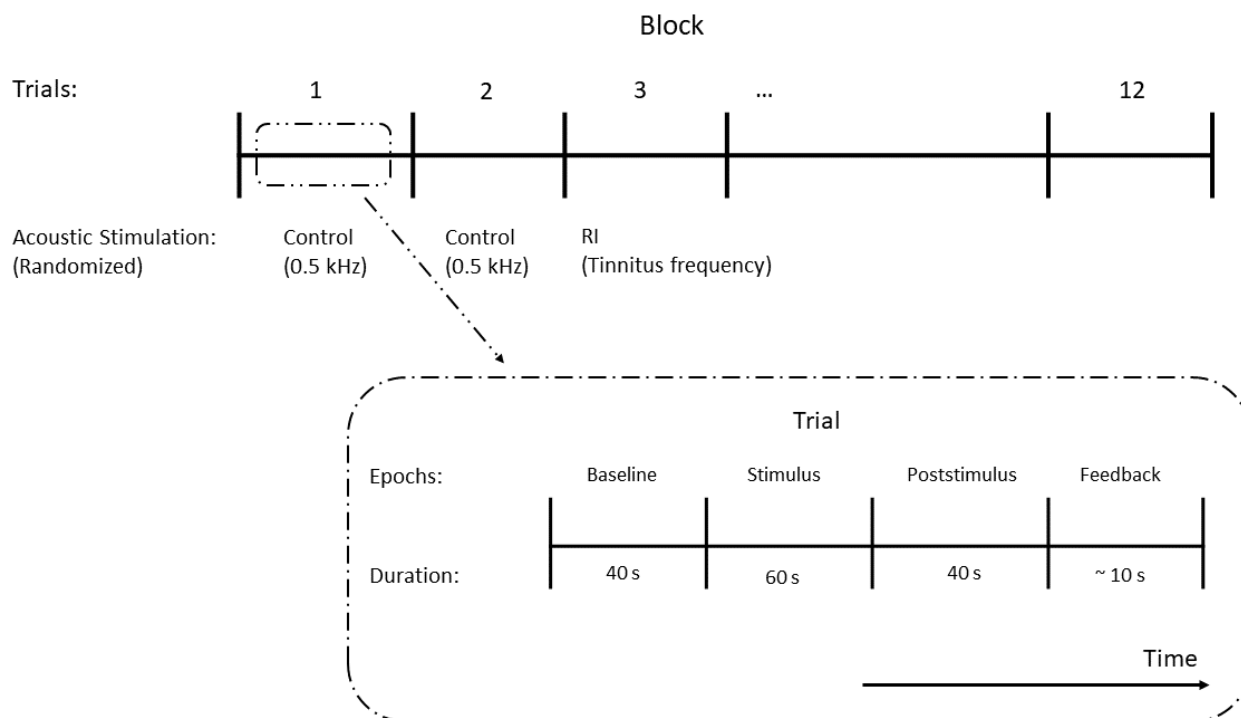 Block
Trials: 1 2 3 ... 12
Acoustic Stimulation: Control Control RI
(Randomized) (0.5 kHz) (0.5 kHz) (Tinnitus frequency)
Trial
Epochs: Baseline Stimulus Poststimulus Feedback
Duration: 40 s 60 s 40 s ~ 10 s
Time